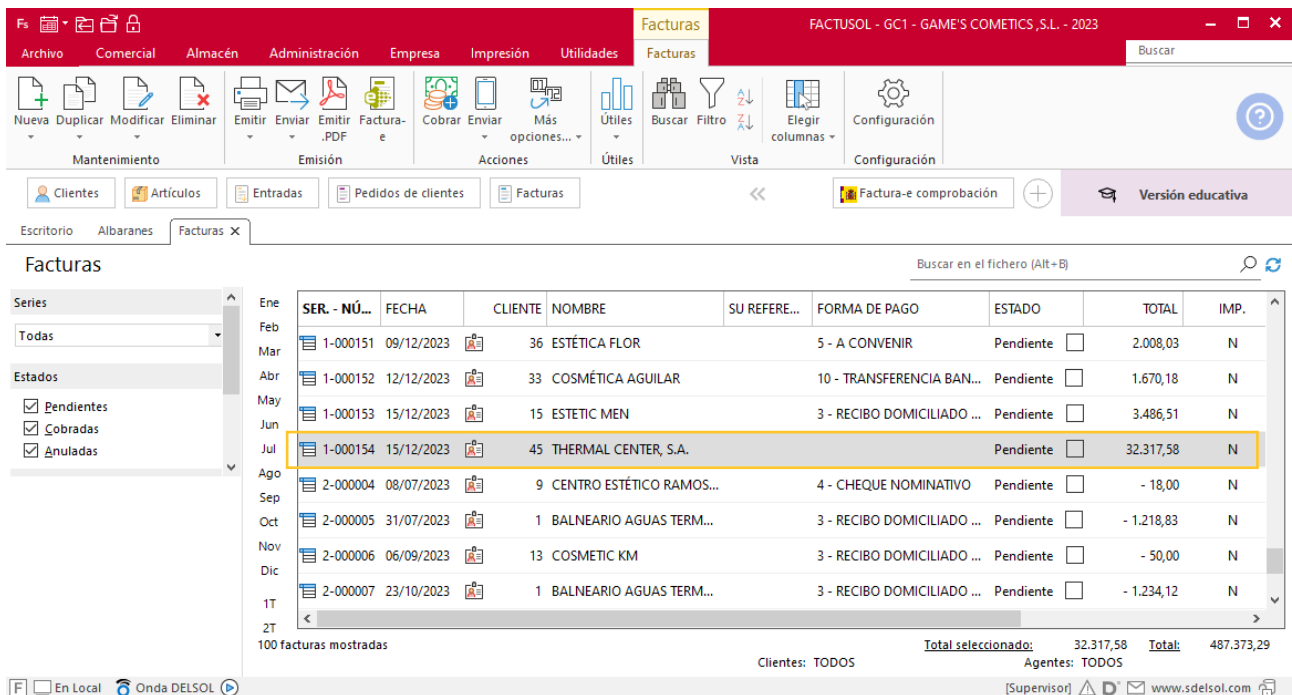 Fs Facturas FACTUSOL - GC1 - GAME'S COMETICS ,S.L. - 2023
Archivo Comercial Almacén Administración Empresa Impresión Utilidades Facturas Buscar
Nueva Duplicar Modificar Eliminar Emitir Enviar Emitir .PDF Factura-e Cobrar Enviar Más opciones... Útiles Buscar Filtro Elegir columnas Configuración
Mantenimiento Emisión Acciones Útiles Vista Configuración
Clientes Artículos Entradas Pedidos de clientes Facturas Factura-e comprobación Versión educativa
Escritorio Albaranes Facturas
Facturas Buscar en el fichero (Alt+B)
Series
Todas
Estados
Pendientes
Cobradas
Anuladas
Ene
Feb
Mar
Abr
May
Jun
Jul
Ago
Sep
Oct
Nov
Dic
1T
2T
SER. - NÚ... FECHA CLIENTE NOMBRE SU REFERE... FORMA DE PAGO ESTADO TOTAL IMP.
1-000151 09/12/2023 36 ESTÉTICA FLOR 5 - A CONVENIR Pendiente 2.008,03 N
1-000152 12/12/2023 33 COSMÉTICA AGUILAR 10 - TRANSFERENCIA BAN... Pendiente 1.670,18 N
1-000153 15/12/2023 15 ESTETIC MEN 3 - RECIBO DOMICILIADO ... Pendiente 3.486,51 N
1-000154 15/12/2023 45 THERMAL CENTER, S.A. Pendiente 32.317,58 N
2-000004 08/07/2023 9 CENTRO ESTÉTICO RAMOS... 4 - CHEQUE NOMINATIVO Pendiente - 18,00 N
2-000005 31/07/2023 1 BALNEARIO AGUAS TERM... 3 - RECIBO DOMICILIADO ... Pendiente - 1.218,83 N
2-000006 06/09/2023 13 COSMETIC KM 3 - RECIBO DOMICILIADO ... Pendiente - 50,00 N
2-000007 23/10/2023 1 BALNEARIO AGUAS TERM... 3 - RECIBO DOMICILIADO ... Pendiente - 1.234,12 N
100 facturas mostradas Total seleccionado: 32.317,58 Total: 487.373,29
Clientes: TODOS Agentes: TODOS
F En Local Onda DELSOL [Supervisor] D www.sdelsol.com